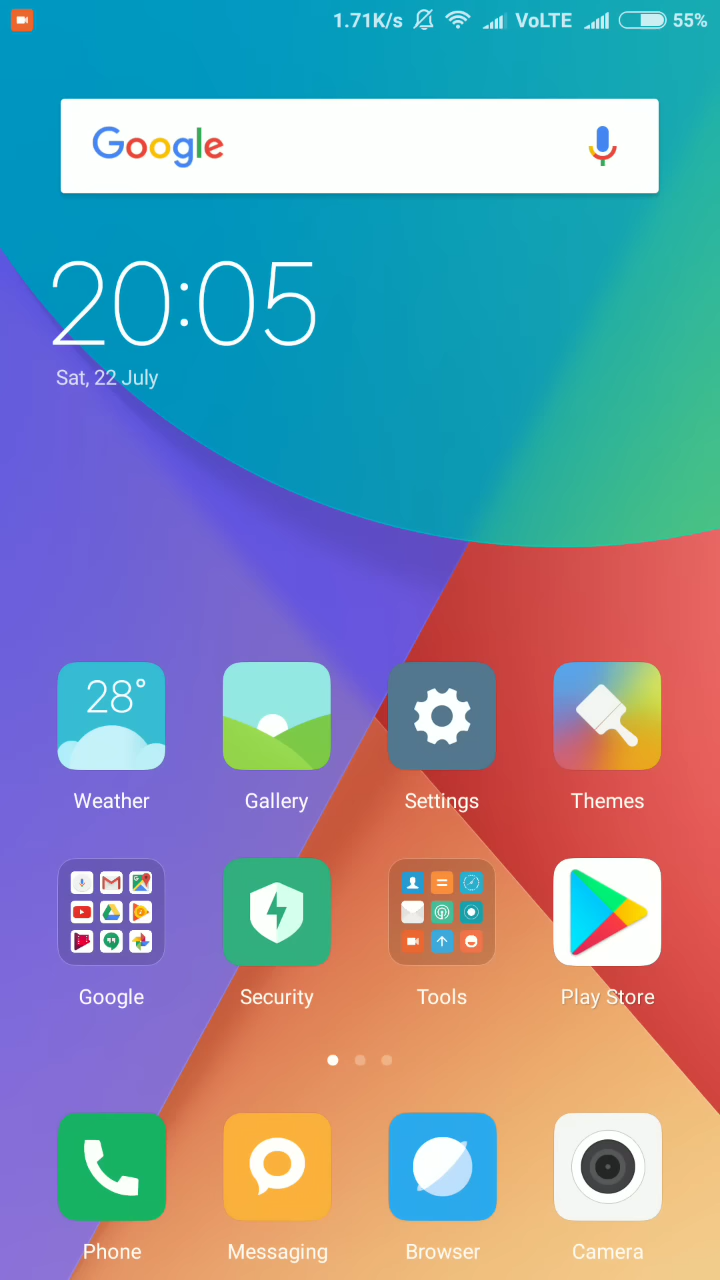 1.71K/s VoLTE 55%
Google
20:05
Sat, 22 July
28°
Weather Gallery Settings Themes
Google Security Tools Play Store
Phone Messaging Browser Camera